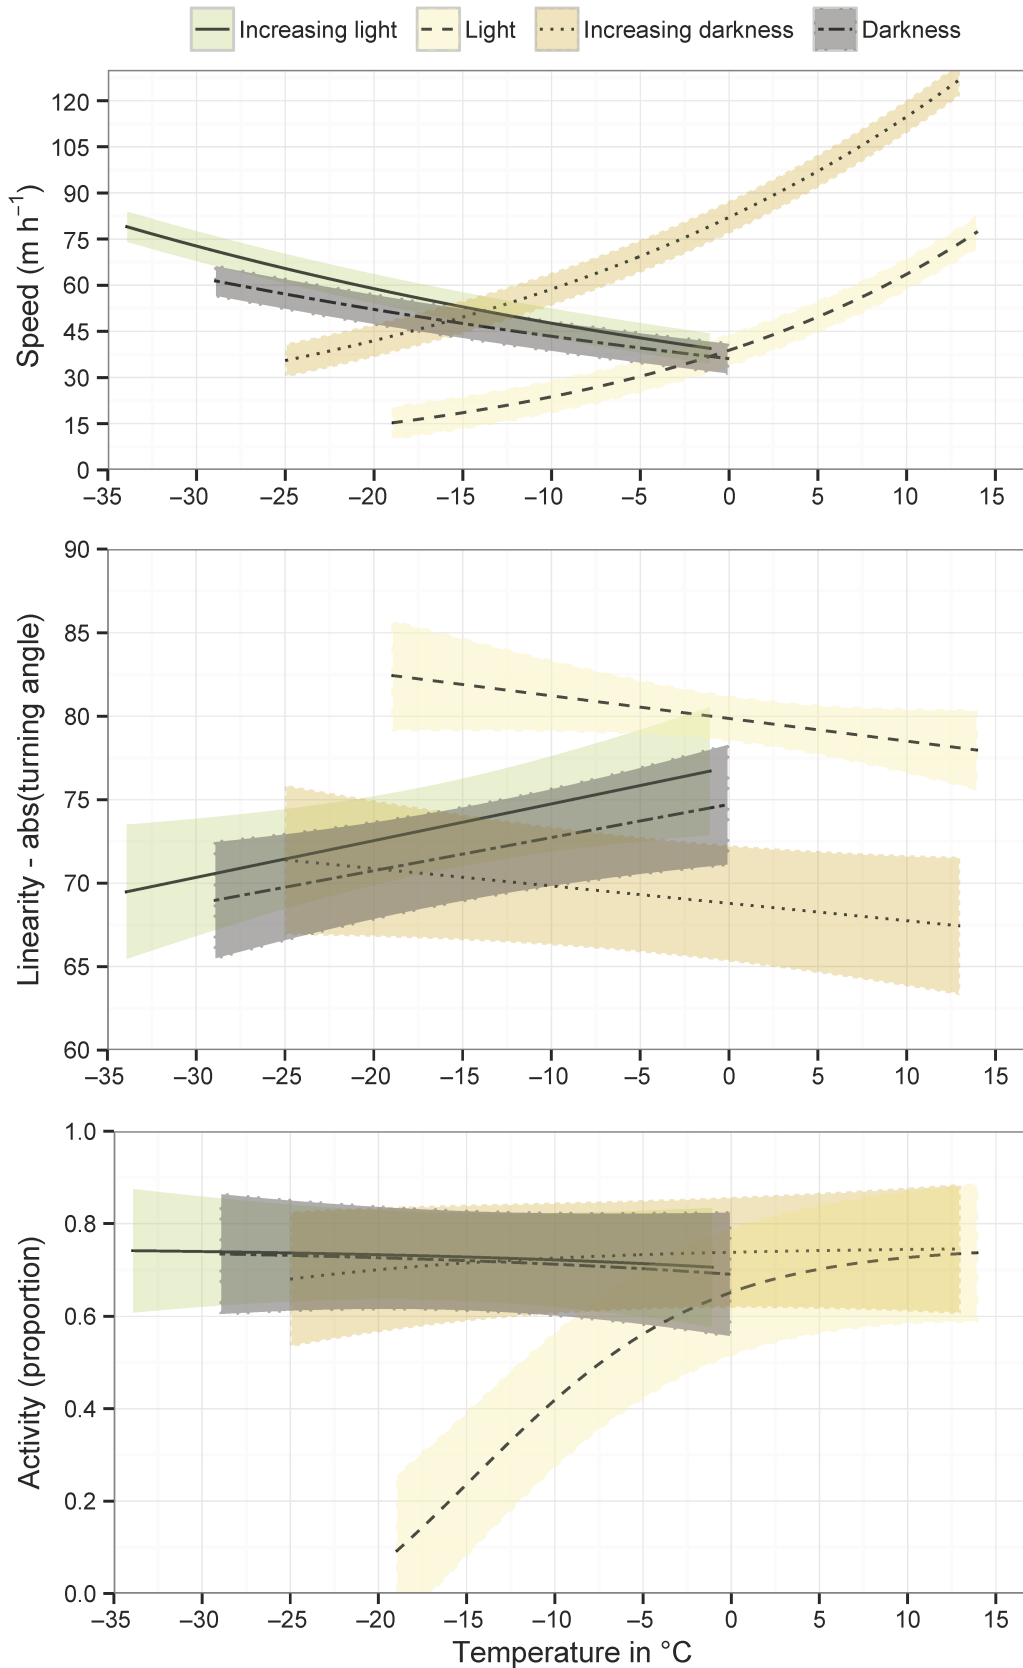 Increasing light Light Increasing darkness Darkness
Speed (m h⁻¹)
120
105
90
75
60
45
30
15
0
–35 –30 –25 –20 –15 –10 –5 0 5 10 15
Linearity - abs(turning angle)
90
85
80
75
70
65
60
–35 –30 –25 –20 –15 –10 –5 0 5 10 15
Activity (proportion)
1.0
0.8
0.6
0.4
0.2
0.0
–35 –30 –25 –20 –15 –10 –5 0 5 10 15
Temperature in °C